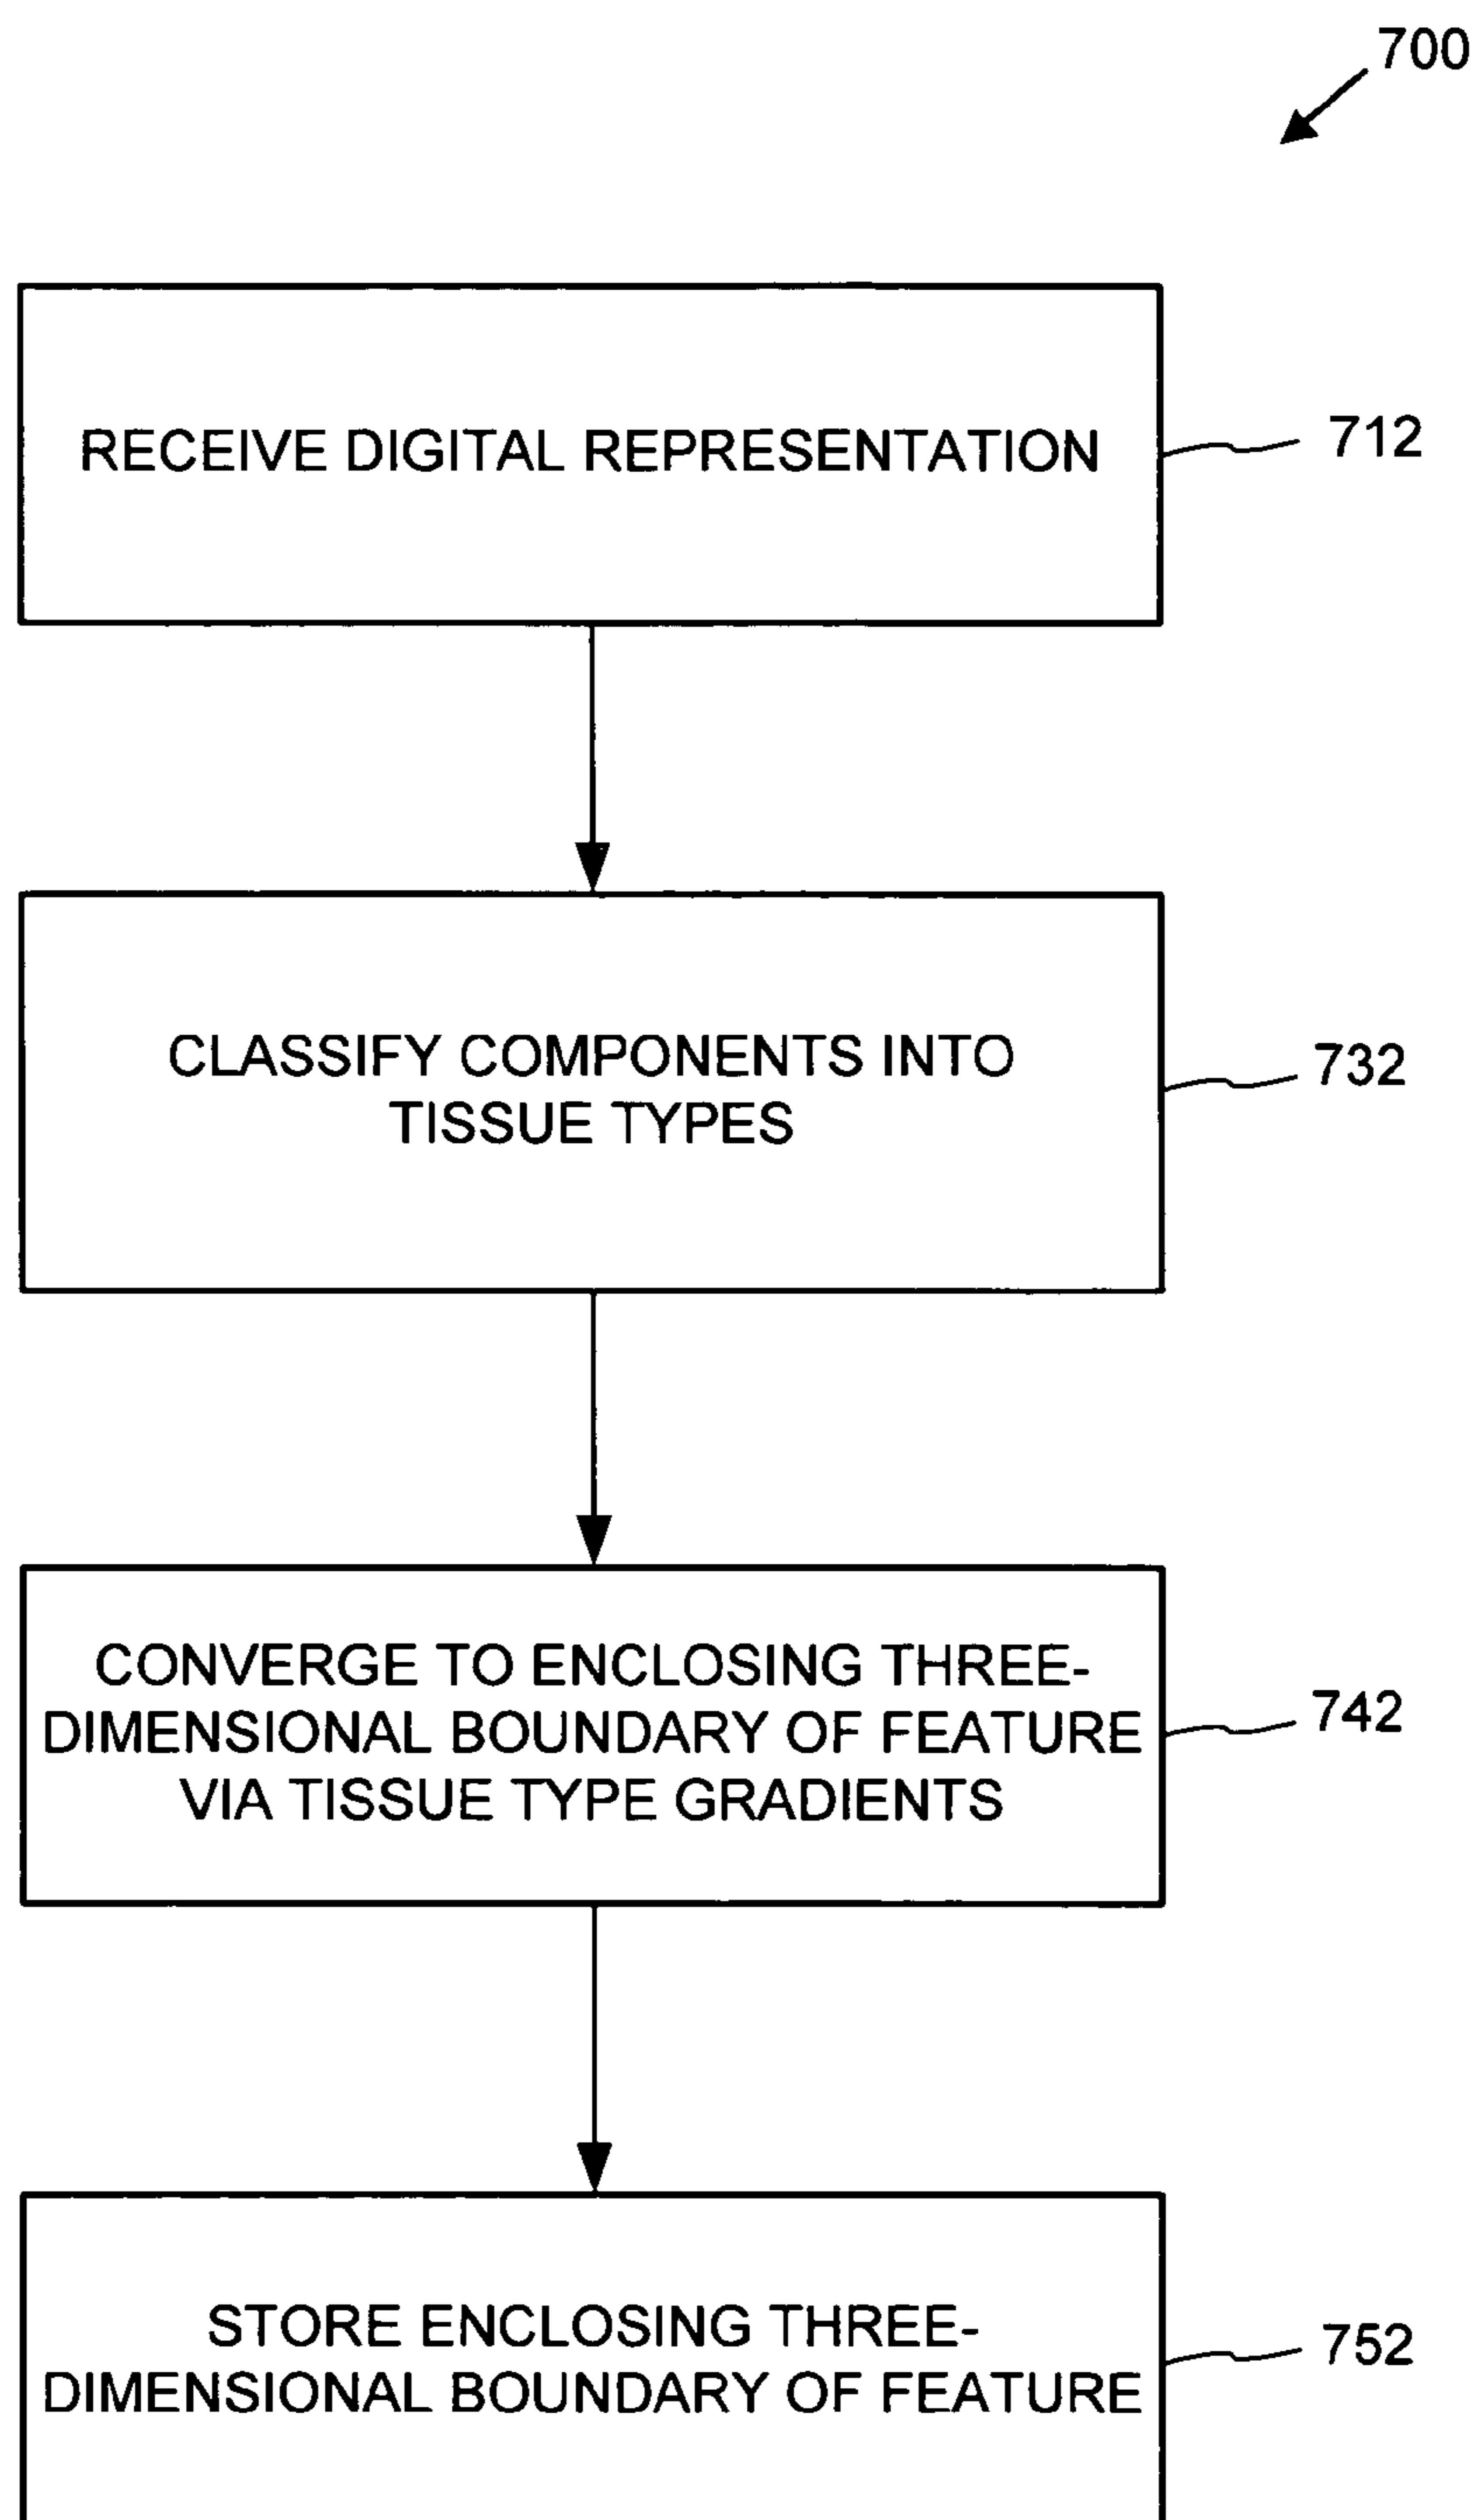 700
RECEIVE DIGITAL REPRESENTATION
712
CLASSIFY COMPONENTS INTO
TISSUE TYPES
732
CONVERGE TO ENCLOSING THREE-
DIMENSIONAL BOUNDARY OF FEATURE
VIA TISSUE TYPE GRADIENTS
742
STORE ENCLOSING THREE-
DIMENSIONAL BOUNDARY OF FEATURE
752